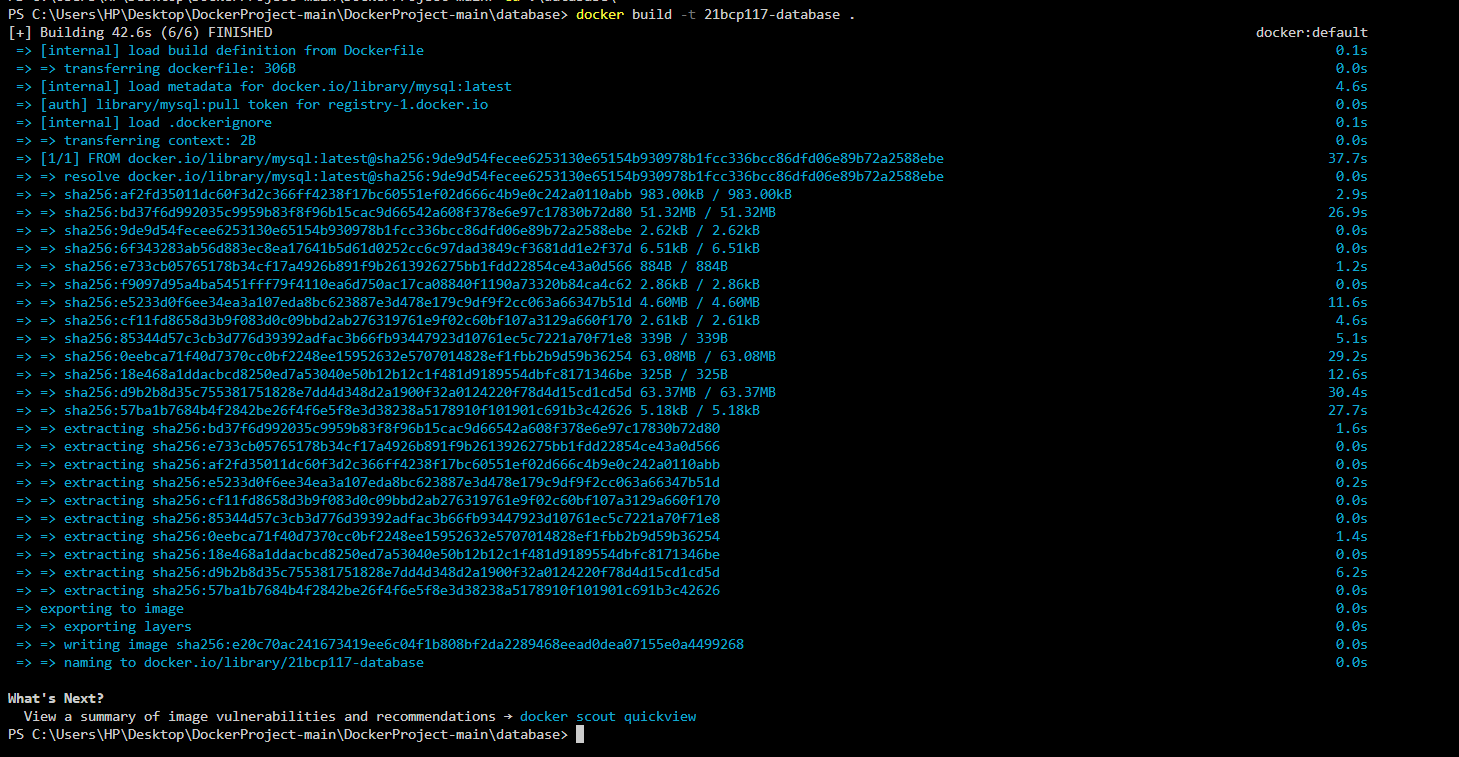 PS C:\Users\HP\Desktop\DockerProject-main\DockerProject-main\database> docker build -t 21bcp117-database .
[+] Building 42.6s (6/6) FINISHED docker:default
=> [internal] load build definition from Dockerfile 0.1s
=> => transferring dockerfile: 306B 0.0s
=> [internal] load metadata for docker.io/library/mysql:latest 4.6s
=> [auth] library/mysql:pull token for registry-1.docker.io 0.0s
=> [internal] load .dockerignore 0.1s
=> => transferring context: 2B 0.0s
=> [1/1] FROM docker.io/library/mysql:latest@sha256:9de9d54fecee6253130e65154b930978b1fcc336bcc86dfd06e89b72a2588ebe 37.7s
=> => resolve docker.io/library/mysql:latest@sha256:9de9d54fecee6253130e65154b930978b1fcc336bcc86dfd06e89b72a2588ebe 0.0s
=> => sha256:af2fd35011dc60f3d2c366ff4238f17bc60551ef02d666c4b9e0c242a0110abb 983.00kB / 983.00kB 2.9s
=> => sha256:bd37f6d992035c9959b83f8f96b15cac9d66542a608f378e6e97c17830b72d80 51.32MB / 51.32MB 26.9s
=> => sha256:9de9d54fecee6253130e65154b930978b1fcc336bcc86dfd06e89b72a2588ebe 2.62kB / 2.62kB 0.0s
=> => sha256:6f343283ab56d883ec8ea17641b5d61d0252cc6c97dad3849cf3681dd1e2f37d 6.51kB / 6.51kB 0.0s
=> => sha256:e733cb05765178b34cf17a4926b891f9b2613926275bb1fdd22854ce43a0d566 884B / 884B 1.2s
=> => sha256:f9097d95a4ba5451fff79f4110ea6d750ac17ca08840f1190a73320b84ca4c62 2.86kB / 2.86kB 0.0s
=> => sha256:e5233d0f6ee34ea3a107eda8bc623887e3d478e179c9df9f2cc063a66347b51d 4.60MB / 4.60MB 11.6s
=> => sha256:cf11fd8658d3b9f083d0c09bbd2ab276319761e9f02c60bf107a3129a660f170 2.61kB / 2.61kB 4.6s
=> => sha256:85344d57c3cb3d776d39392adfac3b66fb93447923d10761ec5c7221a70f71e8 339B / 339B 5.1s
=> => sha256:0eebca71f40d7370cc0bf2248ee15952632e5707014828ef1fbb2b9d59b36254 63.08MB / 63.08MB 29.2s
=> => sha256:18e468a1ddacbcd8250ed7a53040e50b12b12c1f481d9189554dbfc8171346be 325B / 325B 12.6s
=> => sha256:d9b2b8d35c755381751828e7dd4d348d2a1900f32a0124220f78d4d15cd1cd5d 63.37MB / 63.37MB 30.4s
=> => sha256:57ba1b7684b4f2842be26f4f6e5f8e3d38238a5178910f101901c691b3c42626 5.18kB / 5.18kB 27.7s
=> => extracting sha256:bd37f6d992035c9959b83f8f96b15cac9d66542a608f378e6e97c17830b72d80 1.6s
=> => extracting sha256:e733cb05765178b34cf17a4926b891f9b2613926275bb1fdd22854ce43a0d566 0.0s
=> => extracting sha256:af2fd35011dc60f3d2c366ff4238f17bc60551ef02d666c4b9e0c242a0110abb 0.0s
=> => extracting sha256:e5233d0f6ee34ea3a107eda8bc623887e3d478e179c9df9f2cc063a66347b51d 0.2s
=> => extracting sha256:cf11fd8658d3b9f083d0c09bbd2ab276319761e9f02c60bf107a3129a660f170 0.0s
=> => extracting sha256:85344d57c3cb3d776d39392adfac3b66fb93447923d10761ec5c7221a70f71e8 0.0s
=> => extracting sha256:0eebca71f40d7370cc0bf2248ee15952632e5707014828ef1fbb2b9d59b36254 1.4s
=> => extracting sha256:18e468a1ddacbcd8250ed7a53040e50b12b12c1f481d9189554dbfc8171346be 0.0s
=> => extracting sha256:d9b2b8d35c755381751828e7dd4d348d2a1900f32a0124220f78d4d15cd1cd5d 6.2s
=> => extracting sha256:57ba1b7684b4f2842be26f4f6e5f8e3d38238a5178910f101901c691b3c42626 0.0s
=> exporting to image 0.0s
=> => exporting layers 0.0s
=> => writing image sha256:e20c70ac241673419ee6c04f1b808bf2da2289468eead0dea07155e0a4499268 0.0s
=> => naming to docker.io/library/21bcp117-database 0.0s
What's Next?
View a summary of image vulnerabilities and recommendations → docker scout quickview
PS C:\Users\HP\Desktop\DockerProject-main\DockerProject-main\database>